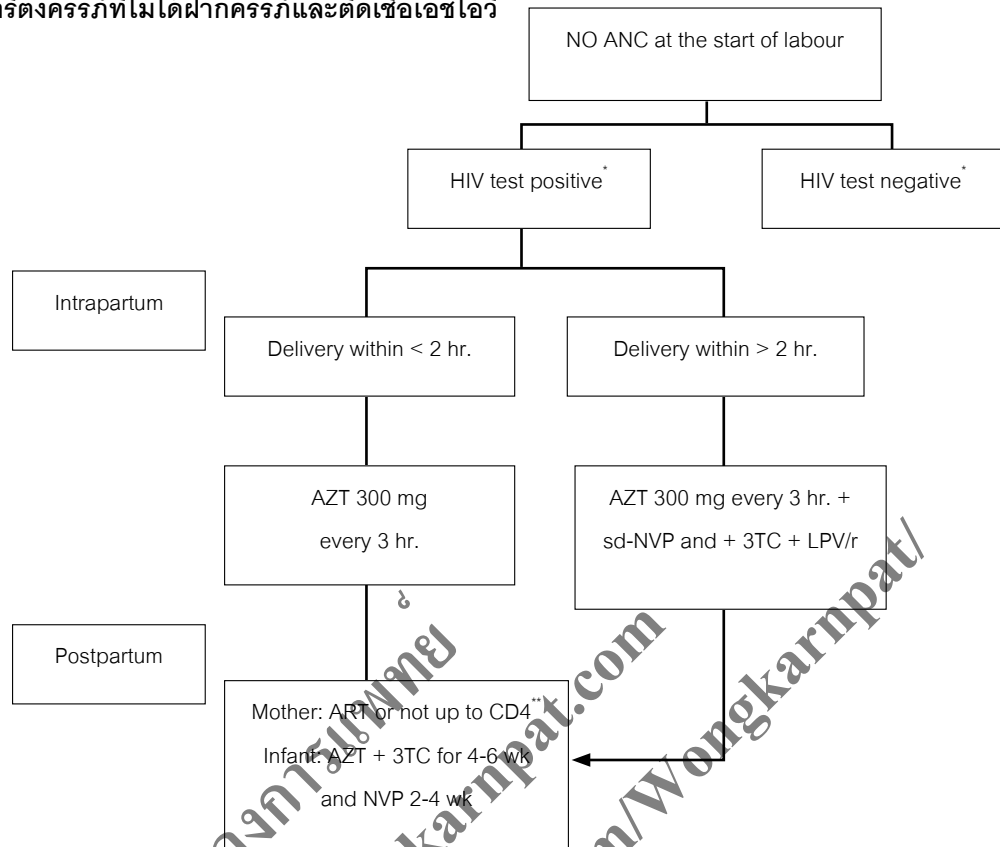 NO ANC at the start of labour
HIV test positive*
HIV test negative*
Intrapartum
Delivery within < 2 hr.
Delivery within > 2 hr.
AZT 300 mg
every 3 hr.
AZT 300 mg every 3 hr. +
sd-NVP and + 3TC + LPV/r
Postpartum
Mother: ART or not up to CD4**
Infant: AZT + 3TC for 4-6 wk
and NVP 2-4 wk